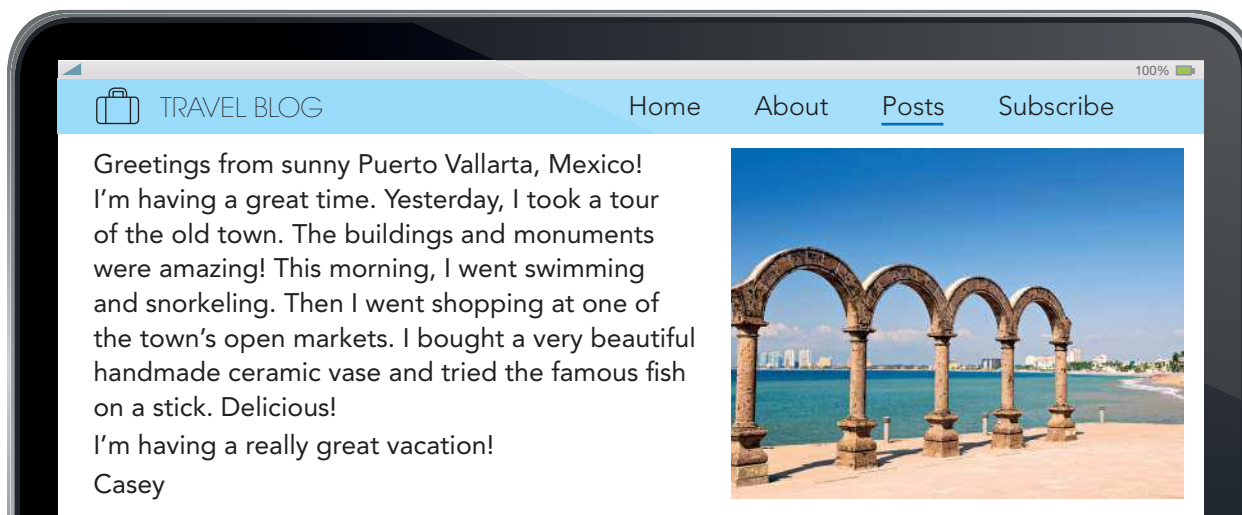 100%
TRAVEL BLOG Home About Posts Subscribe
Greetings from sunny Puerto Vallarta, Mexico!
I'm having a great time. Yesterday, I took a tour
of the old town. The buildings and monuments
were amazing! This morning, I went swimming
and snorkeling. Then I went shopping at one of
the town's open markets. I bought a very beautiful
handmade ceramic vase and tried the famous fish
on a stick. Delicious!
I'm having a really great vacation!
Casey